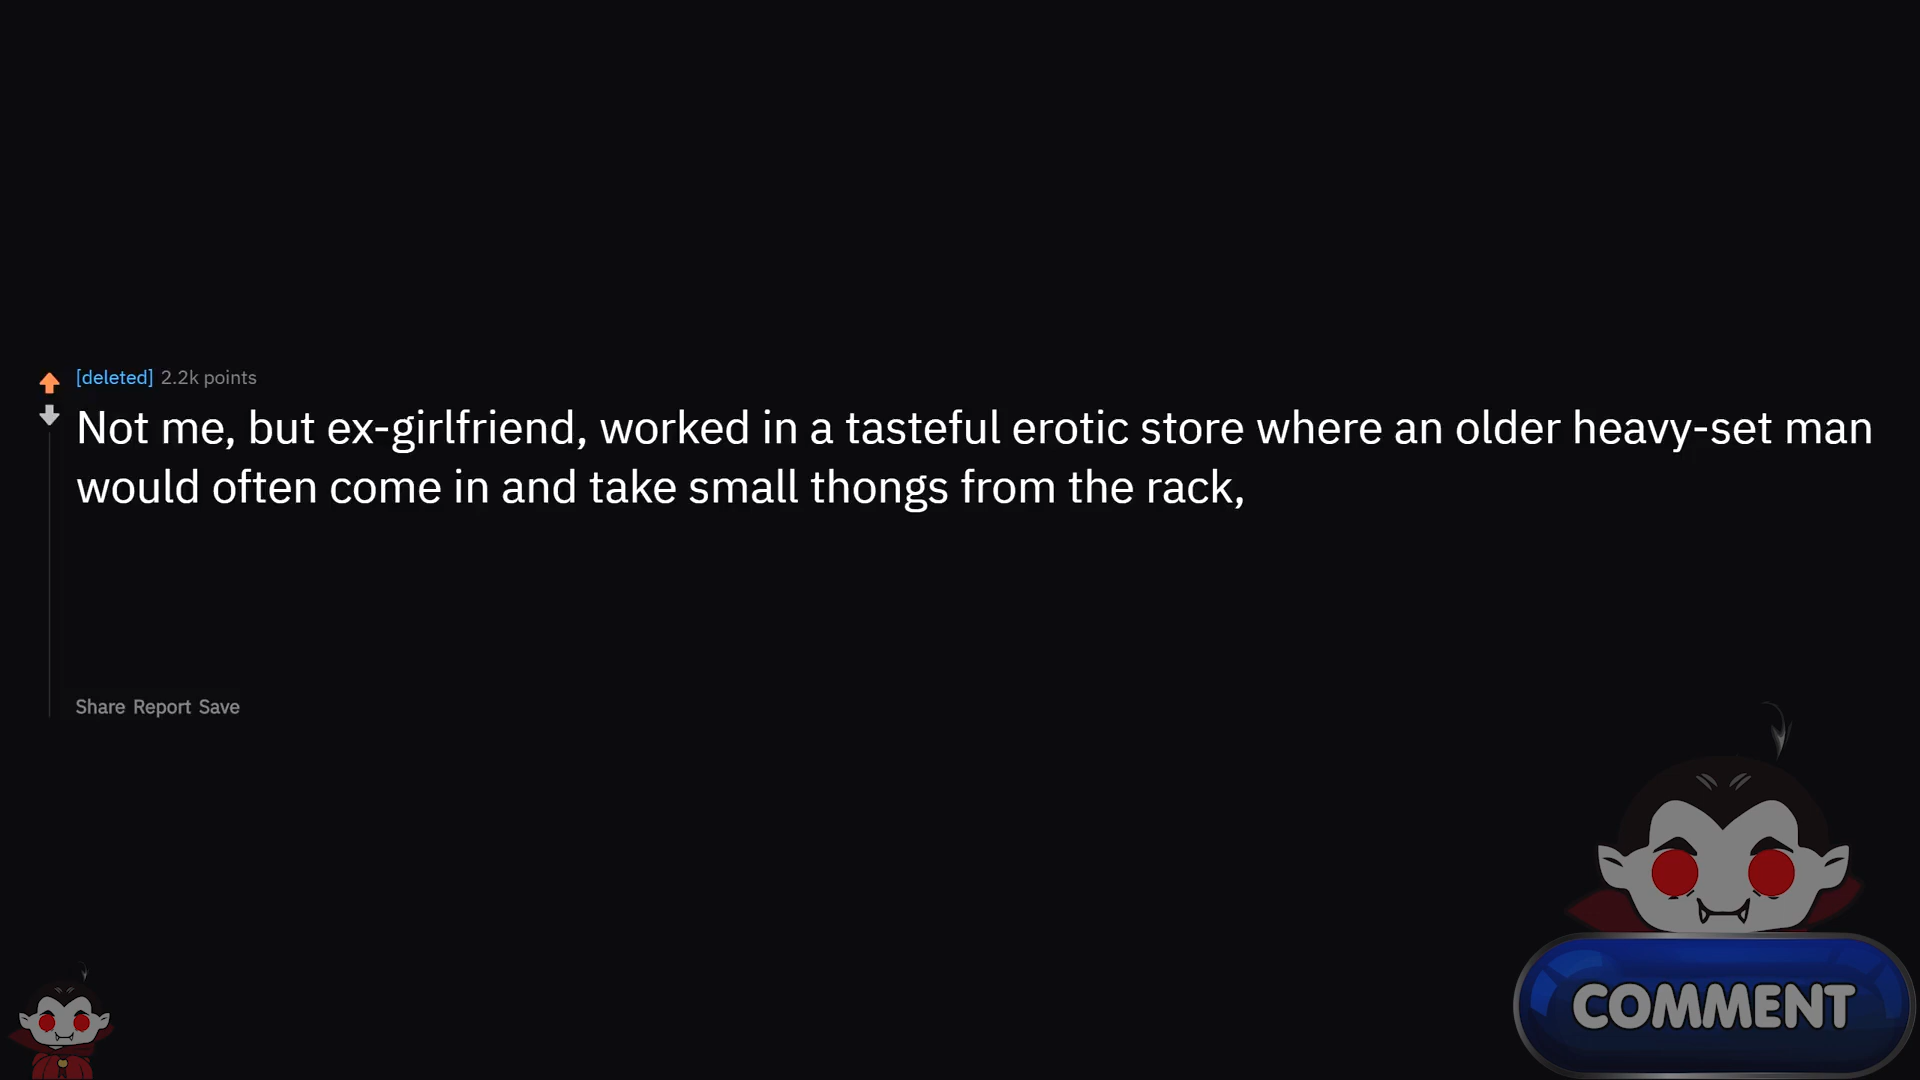 [deleted] 2.2k points
Not me, but ex-girlfriend, worked in a tasteful erotic store where an older heavy-set man
would often come in and take small thongs from the rack,
Share Report Save
COMMENT